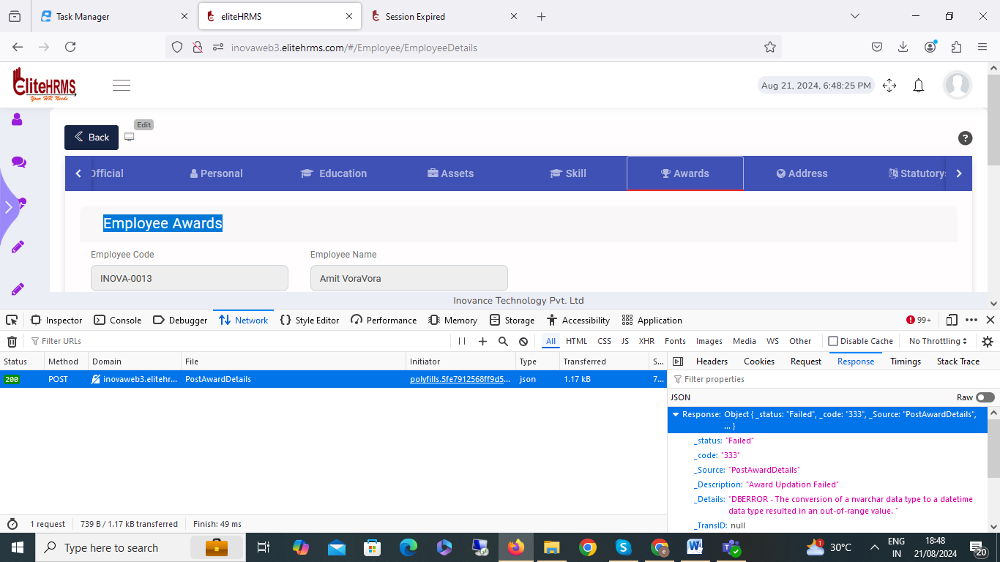 Task Manager
eliteHRMS
Session Expired
inovaweb3.elitehrms.com/#/Employee/EmployeeDetails
EliteHRMS
Your HR Needs
Aug 21, 2024, 6:48:25 PM
Edit
Back
?
Official
Personal
Education
Assets
Skill
Awards
Address
Statutorys
Employee Awards
Employee Code
Employee Name
INOVA-0013
Amit VoraVora
Inovance Technology Pvt. Ltd
Inspector
Console
Debugger
Network
Style Editor
Performance
Memory
Storage
Accessibility
Application
99+
Filter URLs
All
HTML
CSS
JS
XHR
Fonts
Images
Media
WS
Other
Disable Cache
No Throttling
Status
Method
Domain
File
Initiator
Type
Transferred
S...
Headers
Cookies
Request
Response
Timings
Stack Trace
200
POST
inovaweb3.elitehr...
PostAwardDetails
polyfills.5fe7912568ff9d5...
json
1.17 kB
7...
Filter properties
JSON
Raw
Response: Object { _status: "Failed", _code: "333", _Source: "PostAwardDetails",
... }
_status: "Failed"
_code: "333"
_Source: "PostAwardDetails"
_Description: "Award Updation Failed"
_Details: "DBERROR - The conversion of a nvarchar data type to a datetime
data type resulted in an out-of-range value. "
_TransID: null
1 request
739 B / 1.17 kB transferred
Finish: 49 ms
Type here to search
1
30°C
ENG
IN
18:48
21/08/2024
20